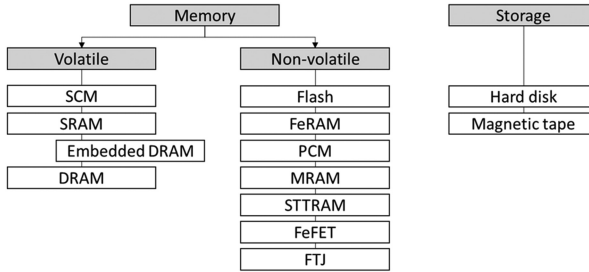 Memory
Storage
Volatile
Non-volatile
SCM
SRAM
Embedded DRAM
DRAM
Flash
FeRAM
PCM
MRAM
STTRAM
FeFET
FTJ
Hard disk
Magnetic tape